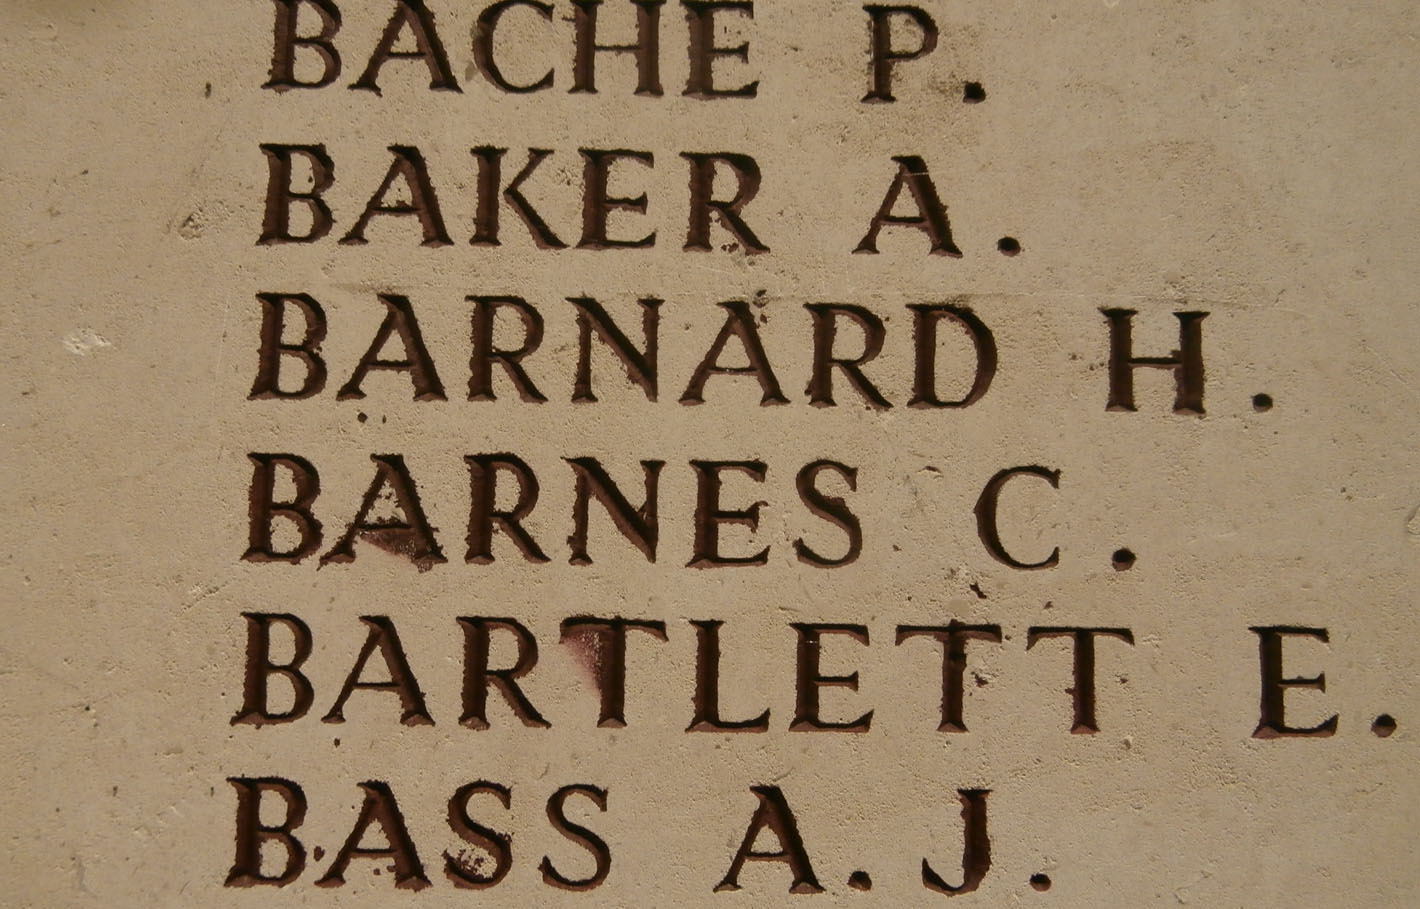 BACHE P.
BAKER A.
BARNARD H.
BARNES C.
BARTLETT E.
BASS A.J.